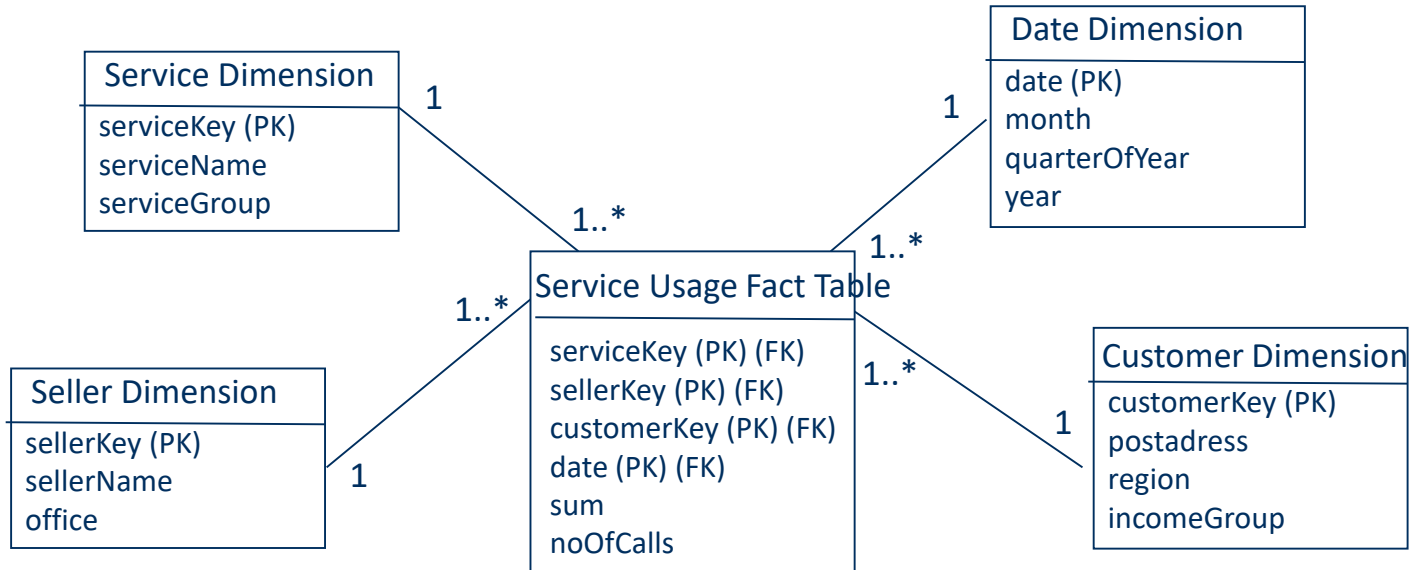 Service Dimension
serviceKey (PK)
serviceName
serviceGroup
1
1..*
Date Dimension
date (PK)
month
quarterOfYear
year
1
1..*
Service Usage Fact Table
serviceKey (PK) (FK)
sellerKey (PK) (FK)
customerKey (PK) (FK)
date (PK) (FK)
sum
noOfCalls
Seller Dimension
sellerKey (PK)
sellerName
office
1
1..*
Customer Dimension
customerKey (PK)
postadress
region
incomeGroup
1
1..*